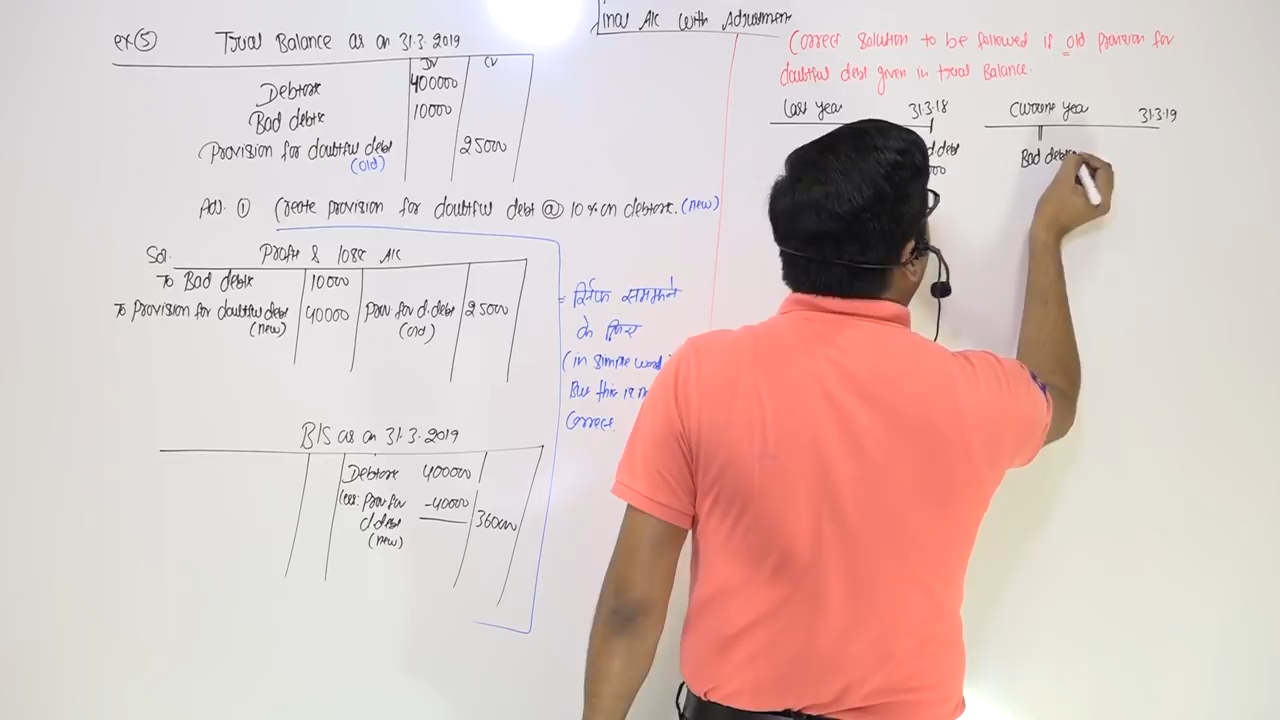 Final A/C with Adjustment
ex. 5 Trial Balance as on 31.3.2019
Dr Cr
Debtors 400000
Bad debts 10000
Provision for doubtful debt 25000
(old)
Adj. 1 Create provision for doubtful debt @ 10% on debtors. (new)
Sol. Profit & loss A/C
To Bad debts 10000
To Provision for doubtful debt 40000 Prov for d.debt 25000
(new) (old)
= सिर्फ समझने
के लिए
(in simple word
But this is
Correct.
B/S as on 31.3.2019
Debtors 400000
Less: Prov for -40000
d.debt 360000
(new)
Correct solution to be followed is old provision for
doubtful debt given in trial Balance.
Last year 31.3.18 Current year 31.3.19
d.debt Bad debts
000